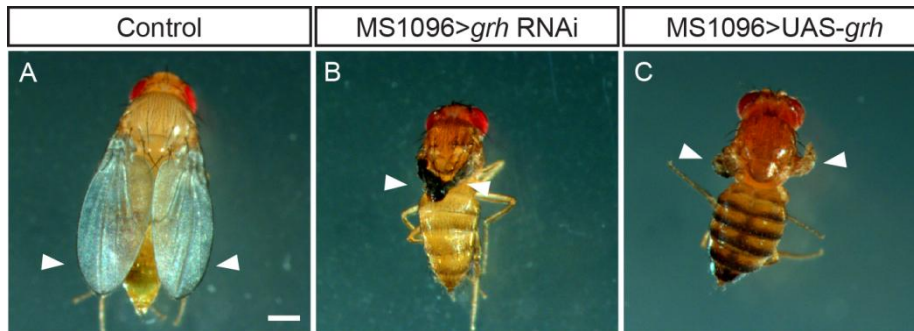 Control
MS1096>grh RNAi
MS1096>UAS-grh
A
B
C